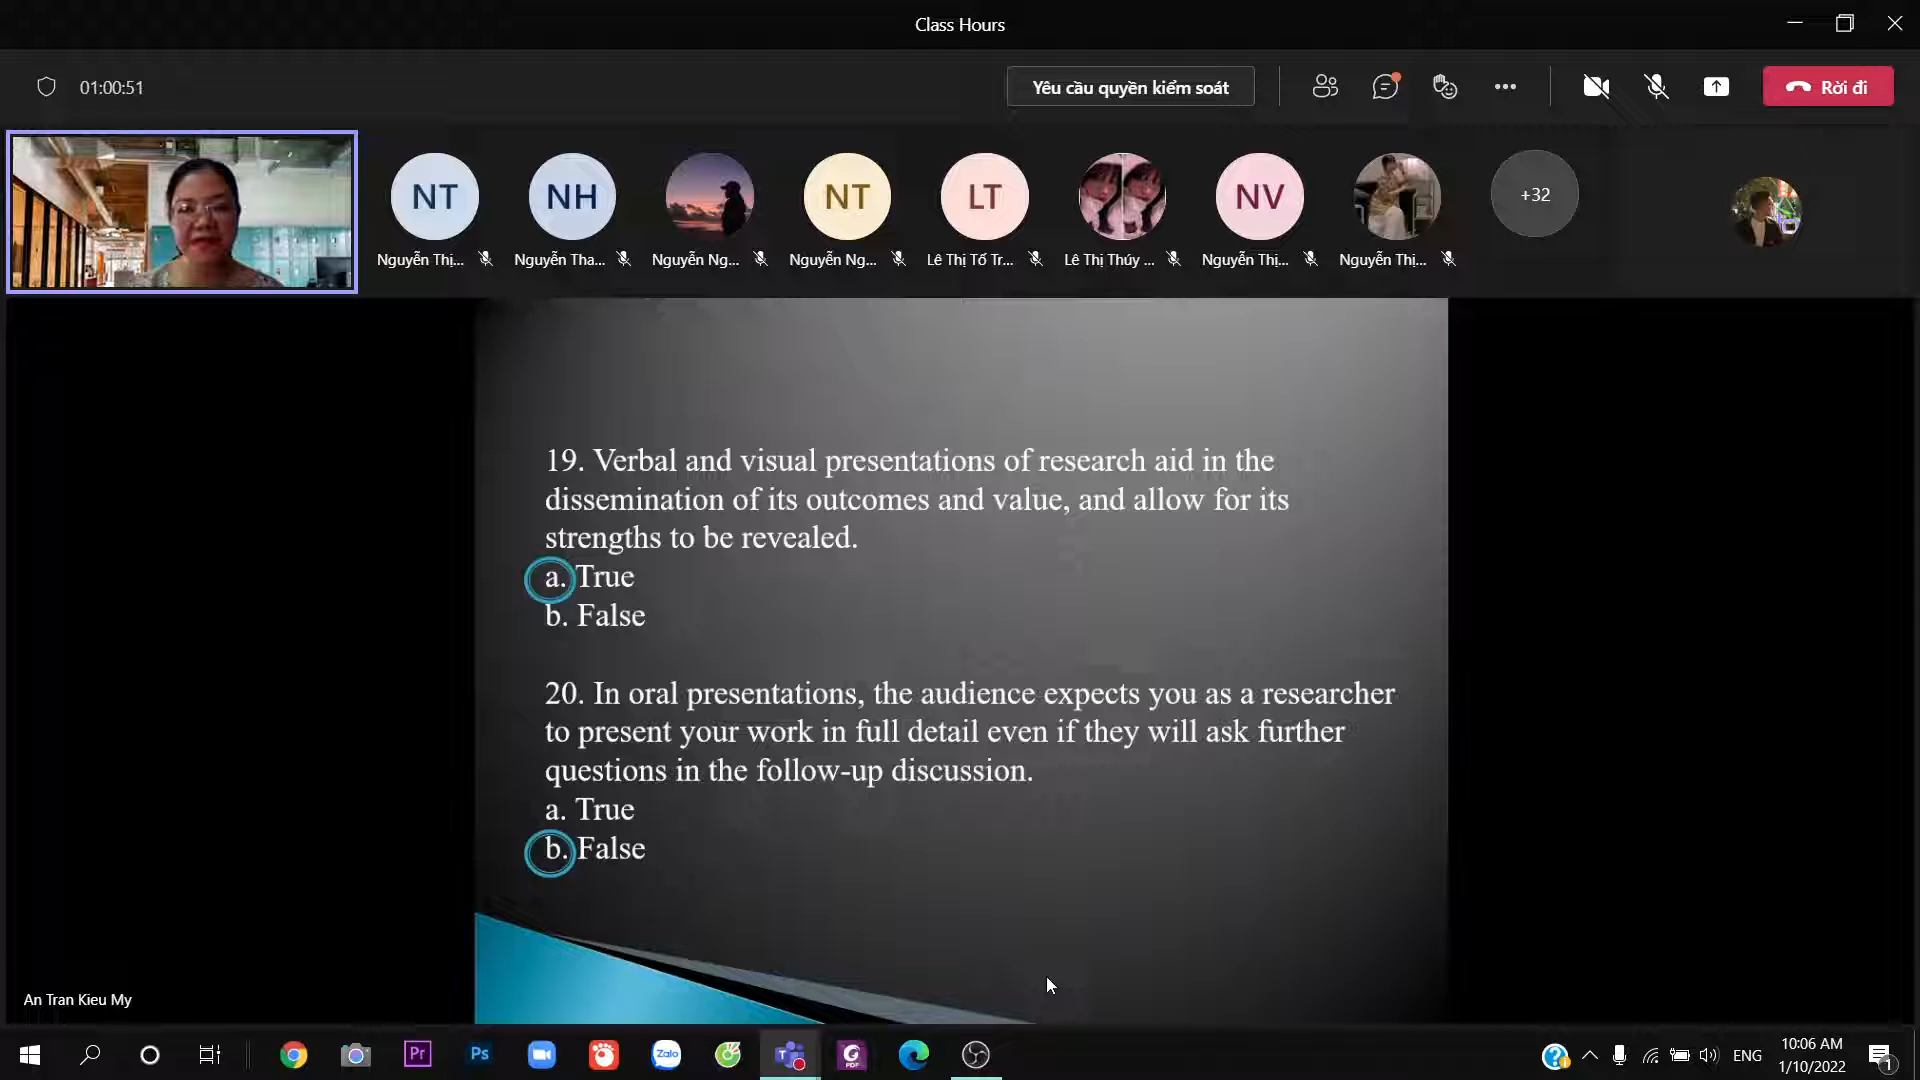 Class Hours
01:00:51
Yêu cầu quyền kiểm soát
Rời đi
NT
NH
NT
LT
NV
+32
Nguyễn Thị...
Nguyễn Tha...
Nguyễn Ng...
Nguyễn Ng...
Lê Thị Tố Tr...
Lê Thị Thúy ...
Nguyễn Thị...
Nguyễn Thị...
19. Verbal and visual presentations of research aid in the
dissemination of its outcomes and value, and allow for its
strengths to be revealed.
a. True
b. False
20. In oral presentations, the audience expects you as a researcher
to present your work in full detail even if they will ask further
questions in the follow-up discussion.
a. True
b. False
An Tran Kieu My
Pr
Ps
Zalo
T
PDF
ENG
10:06 AM
1/10/2022
1